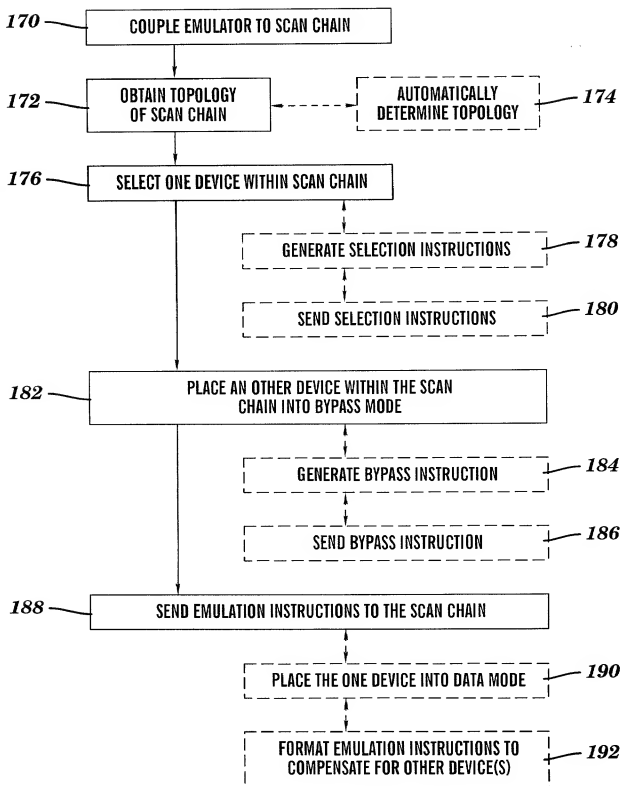 170
COUPLE EMULATOR TO SCAN CHAIN
172
OBTAIN TOPOLOGY
OF SCAN CHAIN
AUTOMATICALLY
DETERMINE TOPOLOGY
174
176
SELECT ONE DEVICE WITHIN SCAN CHAIN
GENERATE SELECTION INSTRUCTIONS
178
SEND SELECTION INSTRUCTIONS
180
182
PLACE AN OTHER DEVICE WITHIN THE SCAN
CHAIN INTO BYPASS MODE
GENERATE BYPASS INSTRUCTION
184
SEND BYPASS INSTRUCTION
186
188
SEND EMULATION INSTRUCTIONS TO THE SCAN CHAIN
PLACE THE ONE DEVICE INTO DATA MODE
190
FORMAT EMULATION INSTRUCTIONS TO
COMPENSATE FOR OTHER DEVICE(S)
192